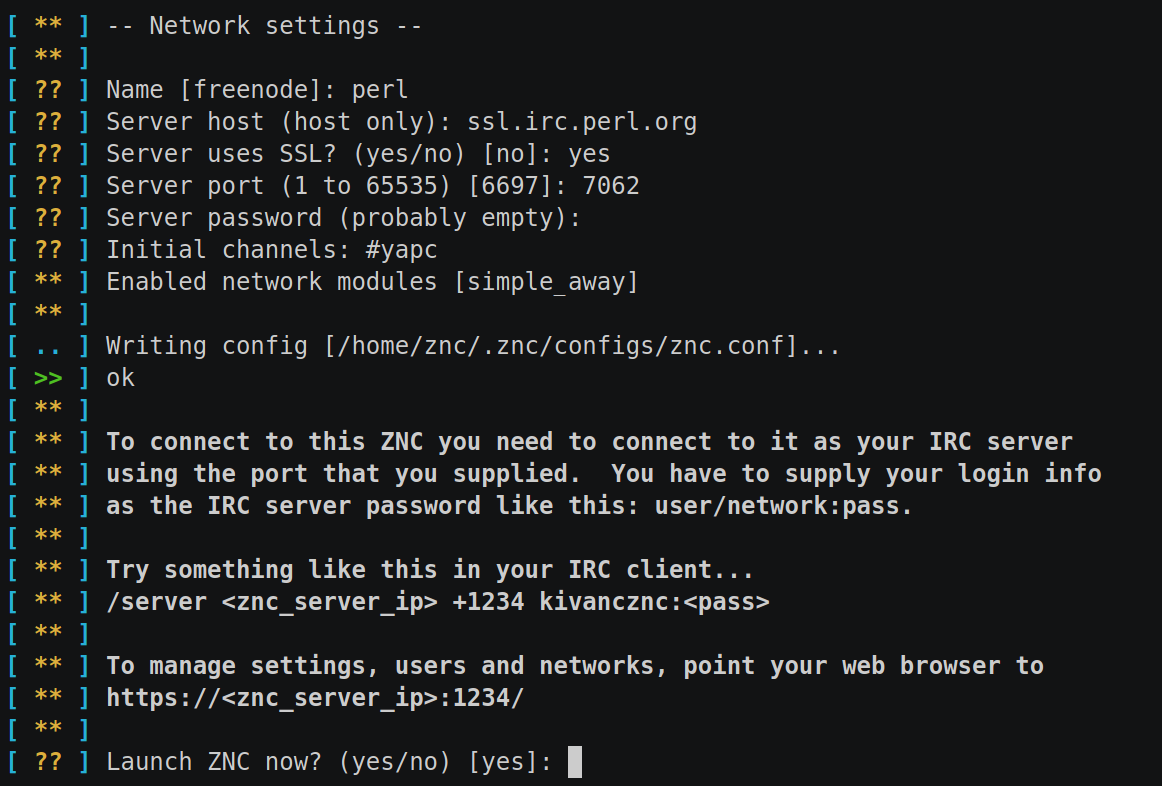 [ ** ] -- Network settings --
[ ** ]
[ ?? ] Name [freenode]: perl
[ ?? ] Server host (host only): ssl.irc.perl.org
[ ?? ] Server uses SSL? (yes/no) [no]: yes
[ ?? ] Server port (1 to 65535) [6697]: 7062
[ ?? ] Server password (probably empty):
[ ?? ] Initial channels: #yapc
[ ** ] Enabled network modules [simple_away]
[ ** ]
[ .. ] Writing config [/home/znc/.znc/configs/znc.conf]...
[ >> ] ok
[ ** ]
[ ** ] To connect to this ZNC you need to connect to it as your IRC server
[ ** ] using the port that you supplied.  You have to supply your login info
[ ** ] as the IRC server password like this: user/network:pass.
[ ** ]
[ ** ] Try something like this in your IRC client...
[ ** ] /server <znc_server_ip> +1234 kivancznc:<pass>
[ ** ]
[ ** ] To manage settings, users and networks, point your web browser to
[ ** ] https://<znc_server_ip>:1234/
[ ** ]
[ ?? ] Launch ZNC now? (yes/no) [yes]: